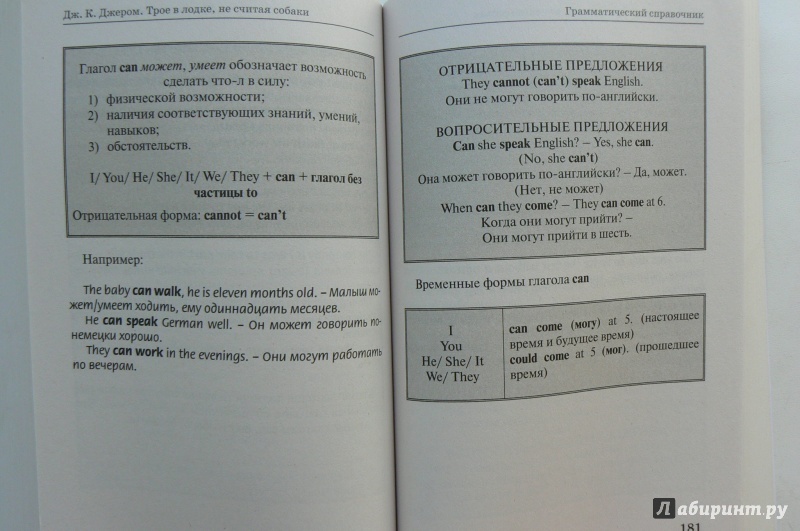 Дж. К. Джером. Трое в лодке, не считая собаки
Глагол can может, умеет обозначает возможность
сделать что-л в силу:
1) физической возможности;
2) наличия соответствующих знаний, умений,
навыков;
3) обстоятельств.
I/ You/ He/ She/ It/ We/ They + can + глагол без
частицы to
Отрицательная форма: cannot = can't
Например:
The baby can walk, he is eleven months old. – Малыш мо-
жет/умеет ходить, ему одиннадцать месяцев.
He can speak German well. – Он может говорить по-
немецки хорошо.
They can work in the evenings. – Они могут работать
по вечерам.
Грамматический справочник
ОТРИЦАТЕЛЬНЫЕ ПРЕДЛОЖЕНИЯ
They cannot (can't) speak English.
Они не могут говорить по-английски.
ВОПРОСИТЕЛЬНЫЕ ПРЕДЛОЖЕНИЯ
Can she speak English? – Yes, she can.
(No, she can't)
Она может говорить по-английски? – Да, может.
(Нет, не может)
When can they come? – They can come at 6.
Когда они могут прийти? –
Они могут прийти в шесть.
Временные формы глагола can
I
You
He/ She/ It
We/ They
can come (могу) at 5. (настоящее
время и будущее время)
could come at 5 (мог). (прошедшее
время)
181
Лабиринт.ру